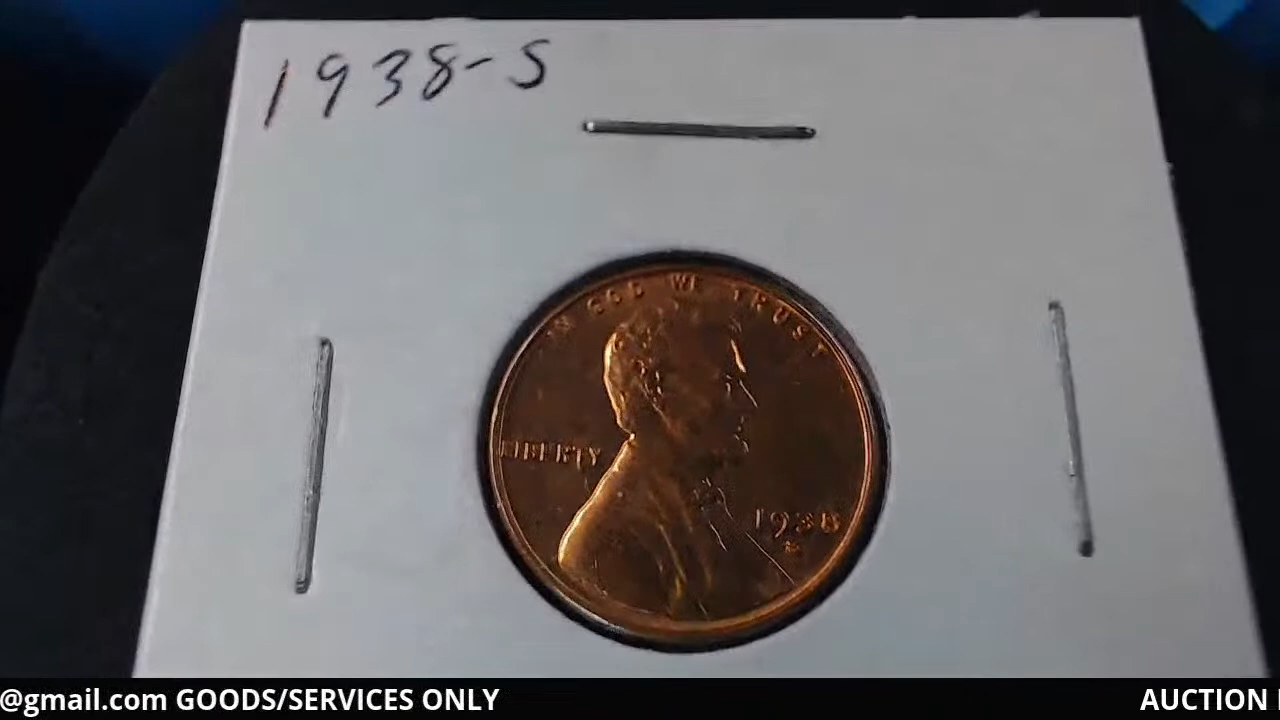 1938-S
IN GOD WE TRUST
LIBERTY
1938
@gmail.com GOODS/SERVICES ONLY
AUCTION